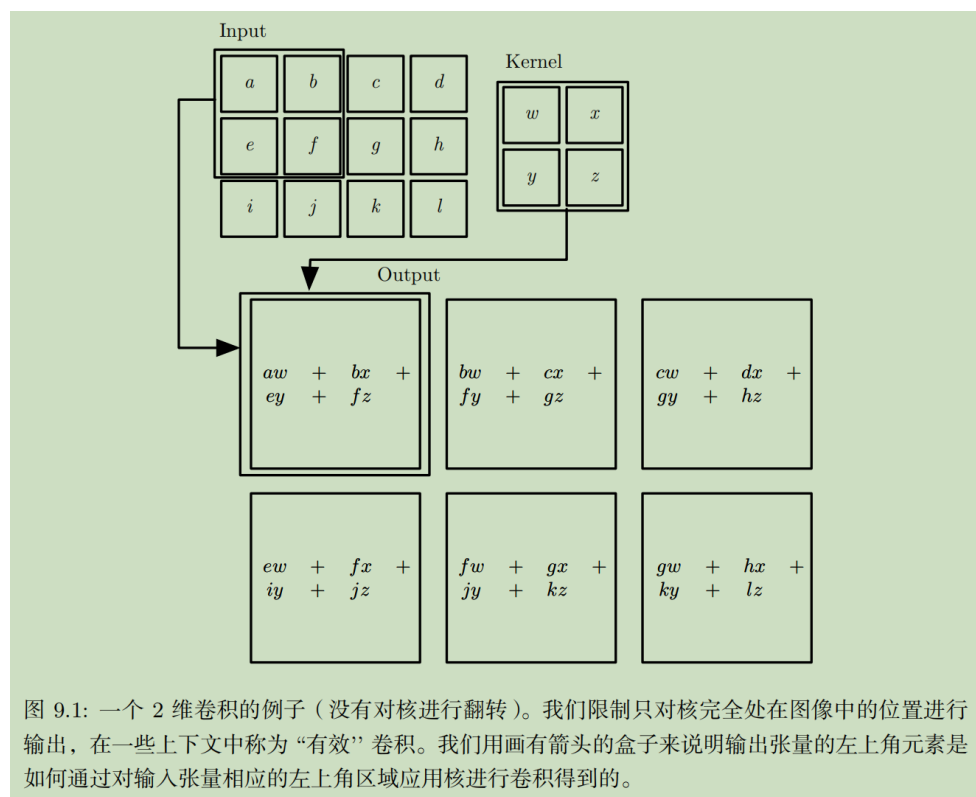 Input
a b c d
e f g h
i j k l
Kernel
w x
y z
Output
aw + bx +
ey + fz
bw + cx +
fy + gz
cw + dx +
gy + hz
ew + fx +
iy + jz
fw + gx +
jy + kz
gw + hx +
ky + lz
图 9.1: 一个 2 维卷积的例子（没有对核进行翻转）。我们限制只对核完全处在图像中的位置进行
输出，在一些上下文中称为 “有效’’ 卷积。我们用画有箭头的盒子来说明输出张量的左上角元素是
如何通过对输入张量相应的左上角区域应用核进行卷积得到的。